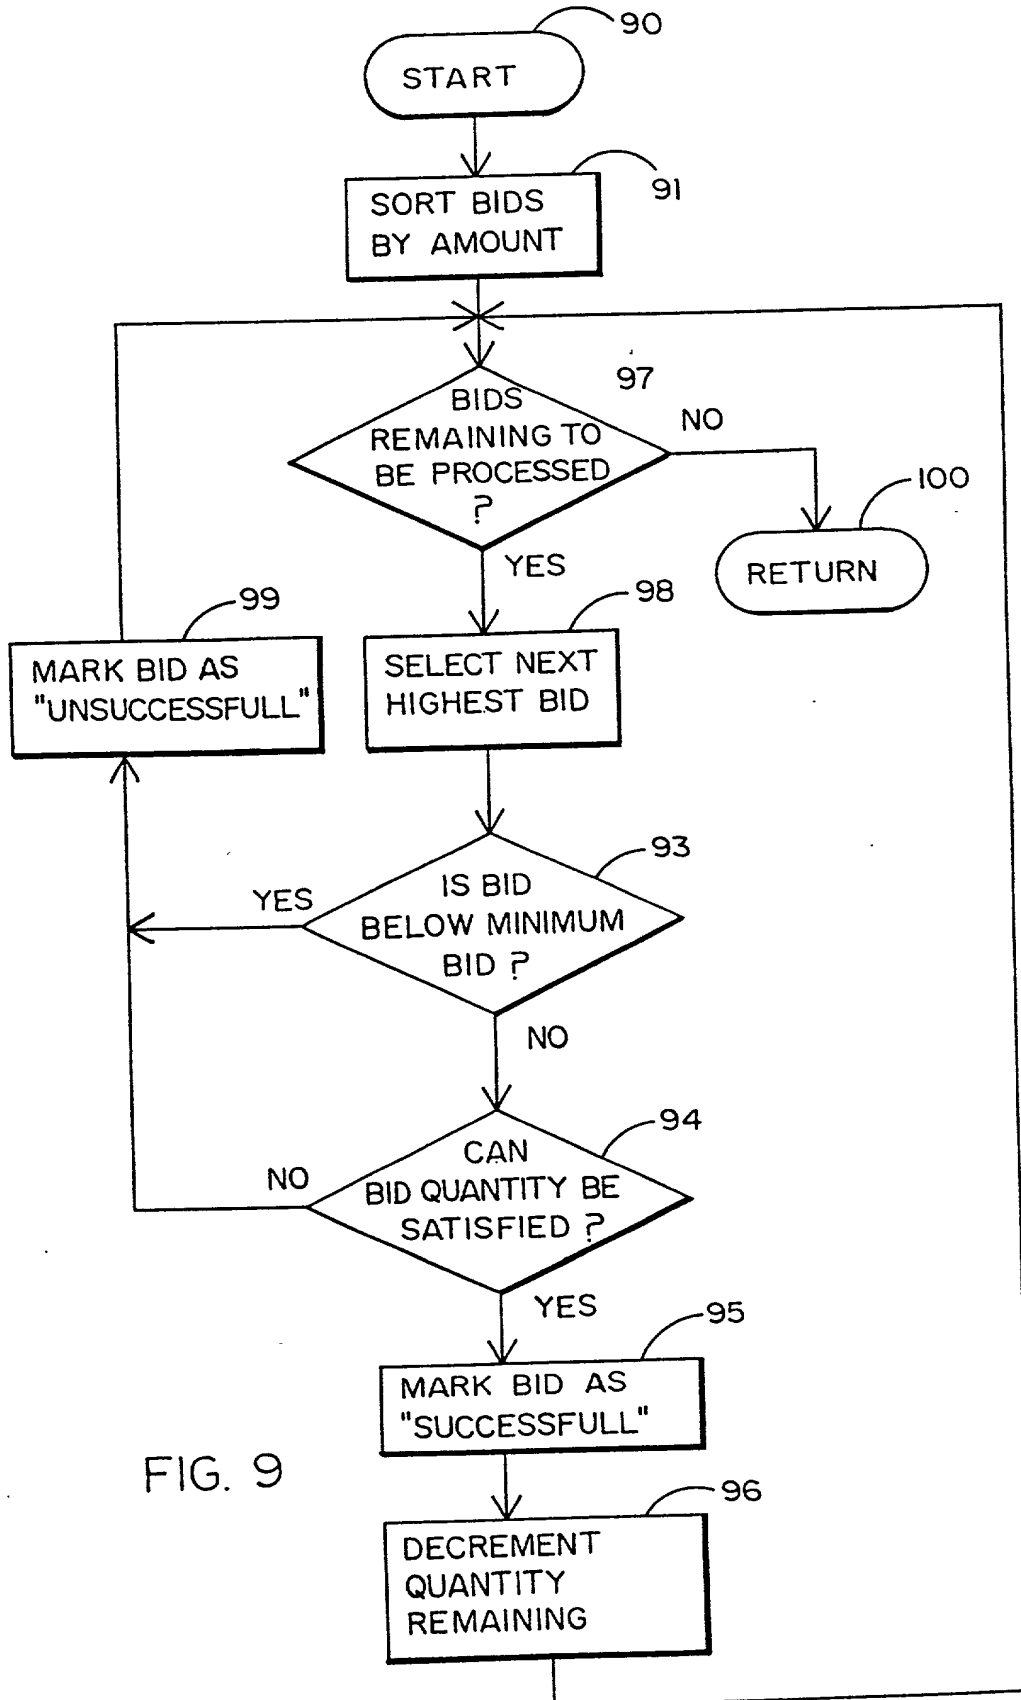 90
START
91
SORT BIDS
BY AMOUNT
97
BIDS
REMAINING TO
BE PROCESSED
?
NO
100
RETURN
YES
99
MARK BID AS
"UNSUCCESSFULL"
98
SELECT NEXT
HIGHEST BID
93
YES
IS BID
BELOW MINIMUM
BID ?
NO
94
NO
CAN
BID QUANTITY BE
SATISFIED ?
YES
95
MARK BID AS
"SUCCESSFULL"
FIG. 9
96
DECREMENT
QUANTITY
REMAINING